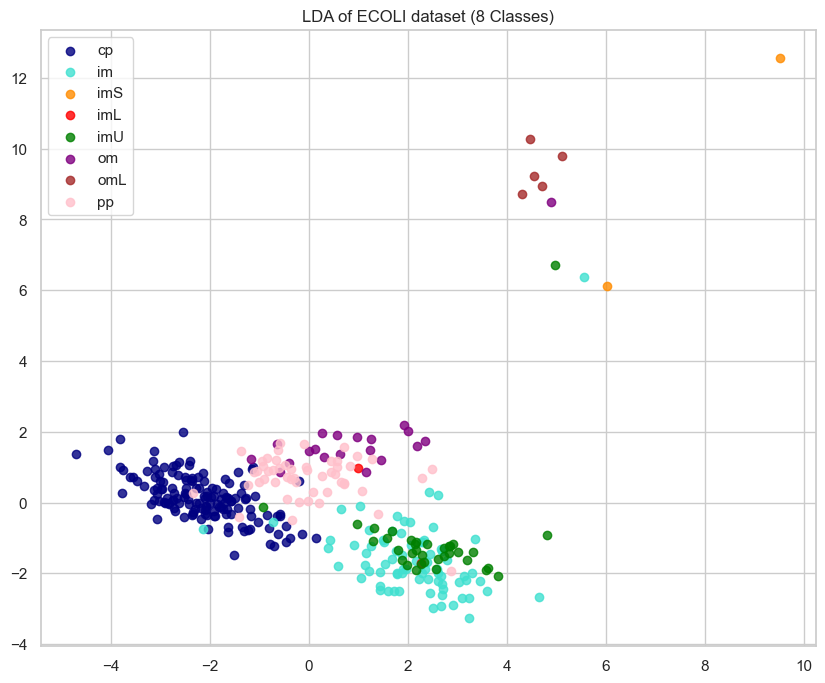 LDA of ECOLI dataset (8 Classes)
cp
im
imS
imL
imU
om
omL
pp
12
10
8
6
4
2
0
−2
−4
−4 −2 0 2 4 6 8 10